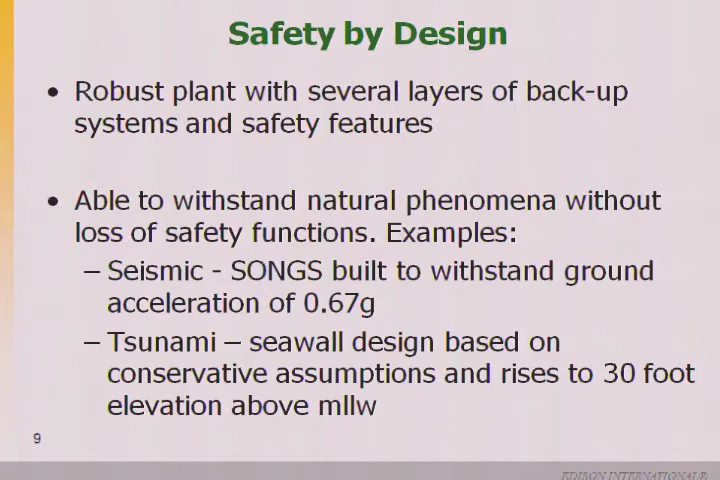 Safety by Design
• Robust plant with several layers of back-up
systems and safety features
• Able to withstand natural phenomena without
loss of safety functions. Examples:
– Seismic - SONGS built to withstand ground
acceleration of 0.67g
– Tsunami – seawall design based on
conservative assumptions and rises to 30 foot
elevation above mllw
9
EDISON INTERNATIONAL®